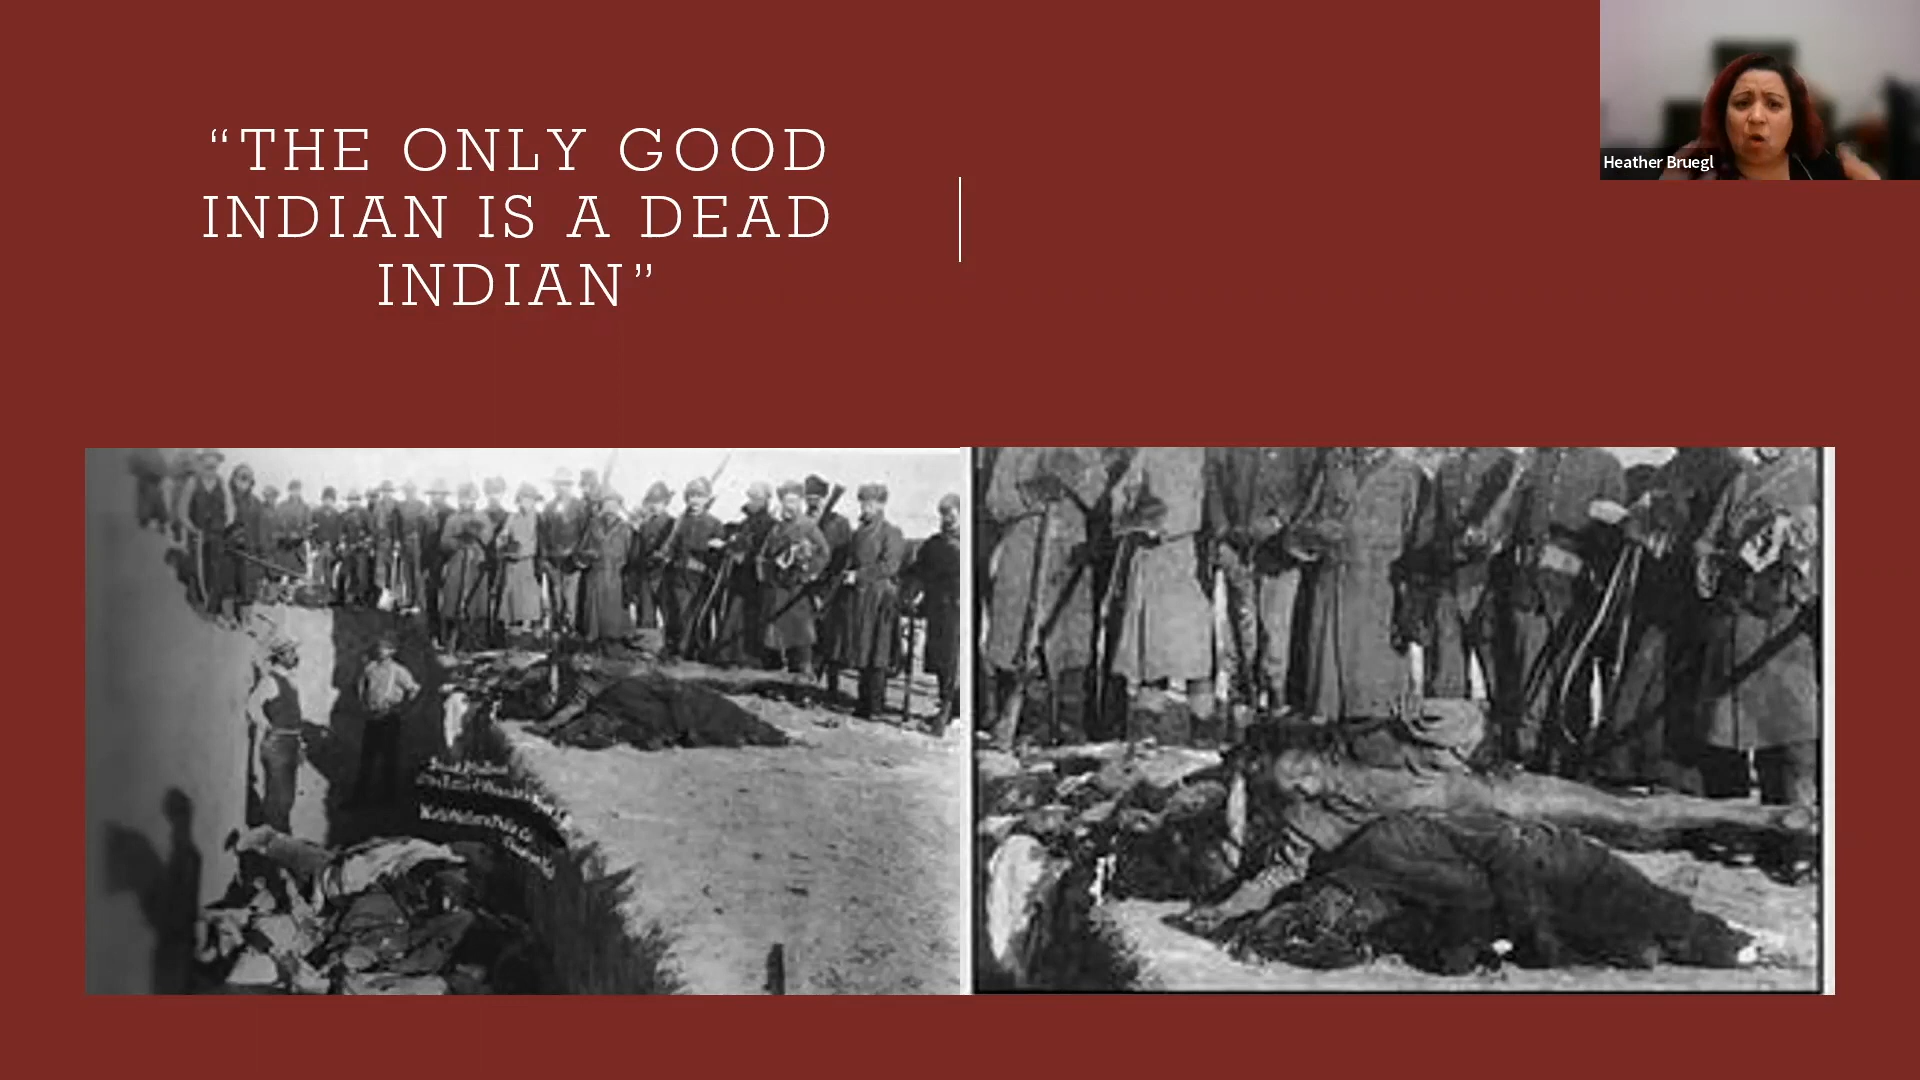 “THE ONLY GOOD
INDIAN IS A DEAD
INDIAN”
Heather Bruegl